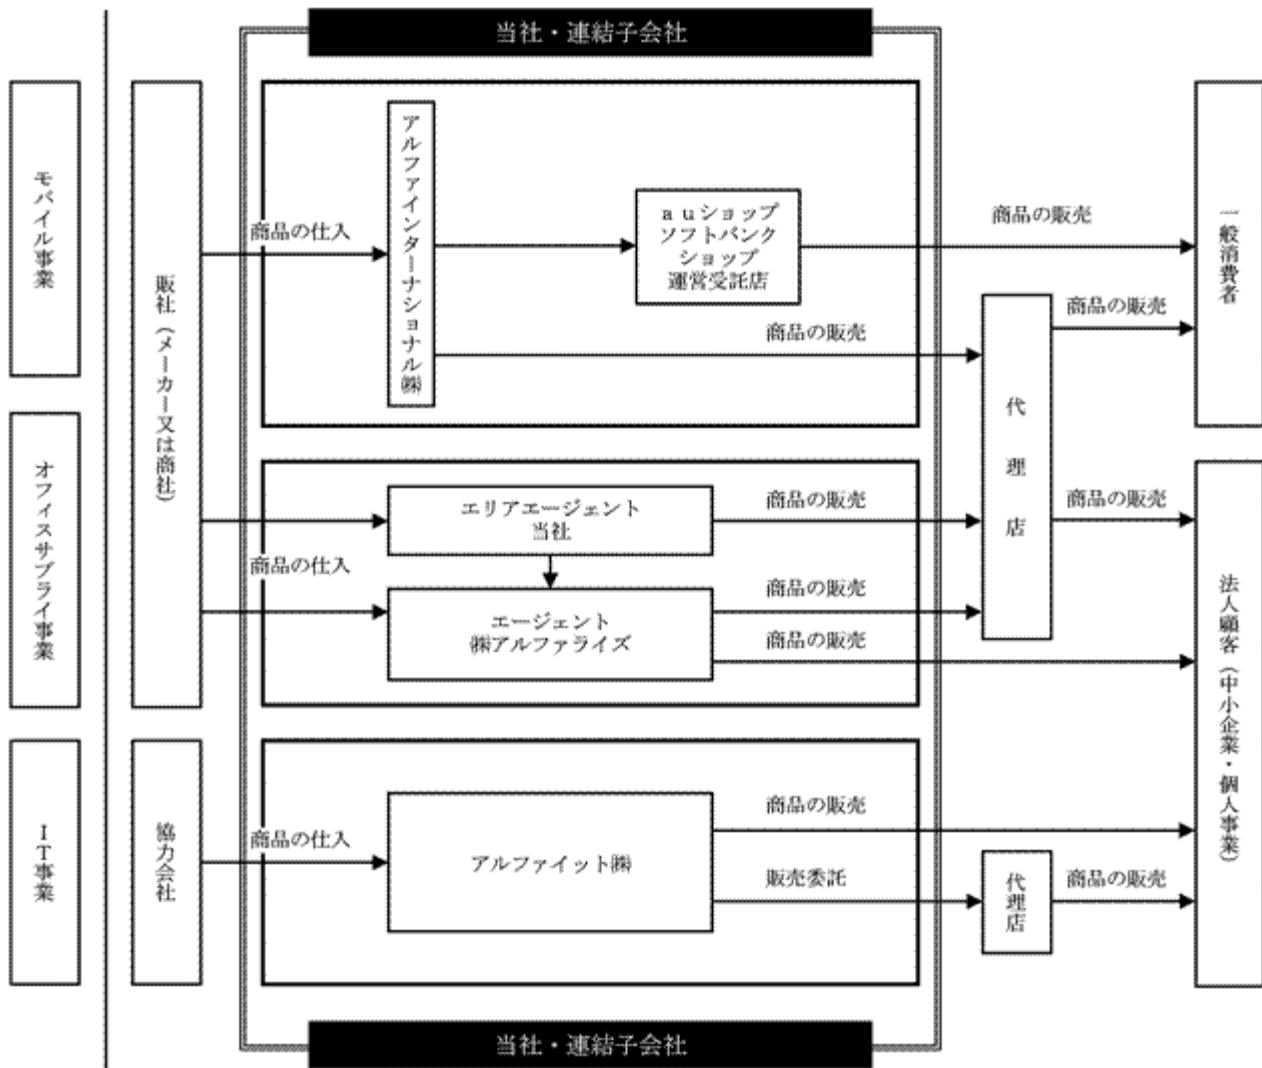 当社・連結子会社
モバイル事業
オフィスサプライ事業
IT事業
販社（メーカー又は商社）
協力会社
商品の仕入
アルファインターナショナル㈱
auショップ
ソフトバンク
ショップ
運営受託店
商品の販売
商品の販売
商品の販売
一般消費者
代理店
商品の仕入
エリアエージェント
当社
商品の販売
商品の販売
エージェント
㈱アルファライズ
商品の販売
商品の販売
法人顧客（中小企業・個人事業）
商品の仕入
アルファイット㈱
商品の販売
販売委託
代理店
商品の販売
当社・連結子会社